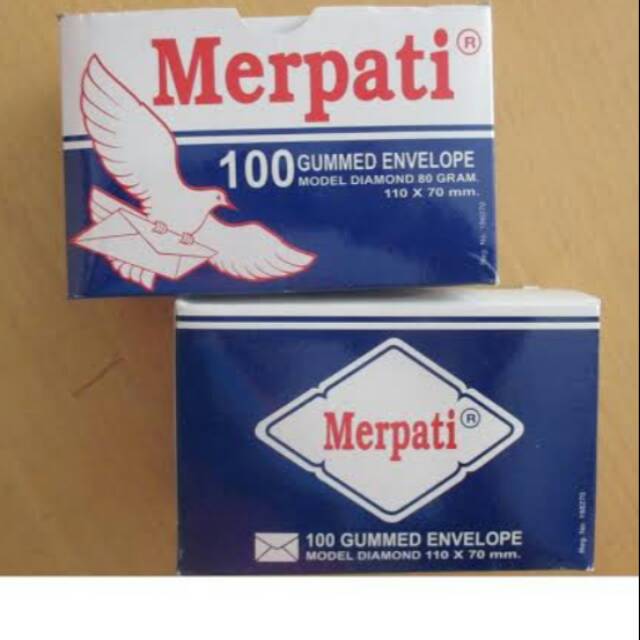 Merpati®
100 GUMMED ENVELOPE
MODEL DIAMOND 80 GRAM.
110 X 70 mm.
Merpati®
100 GUMMED ENVELOPE
MODEL DIAMOND 110 X 70 mm.